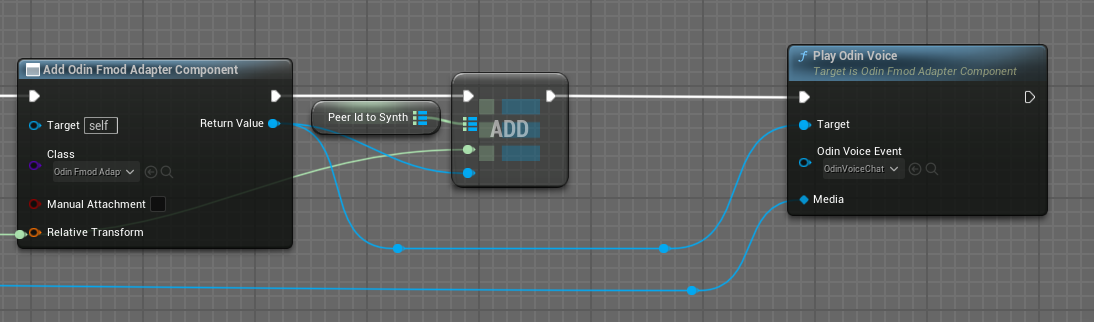 Add Odin Fmod Adapter Component
Target self
Return Value
Class
Odin Fmod Adap
Manual Attachment
Relative Transform
Peer Id to Synth
ADD
f Play Odin Voice
Target is Odin Fmod Adapter Component
Target
Odin Voice Event
OdinVoiceChat
Media